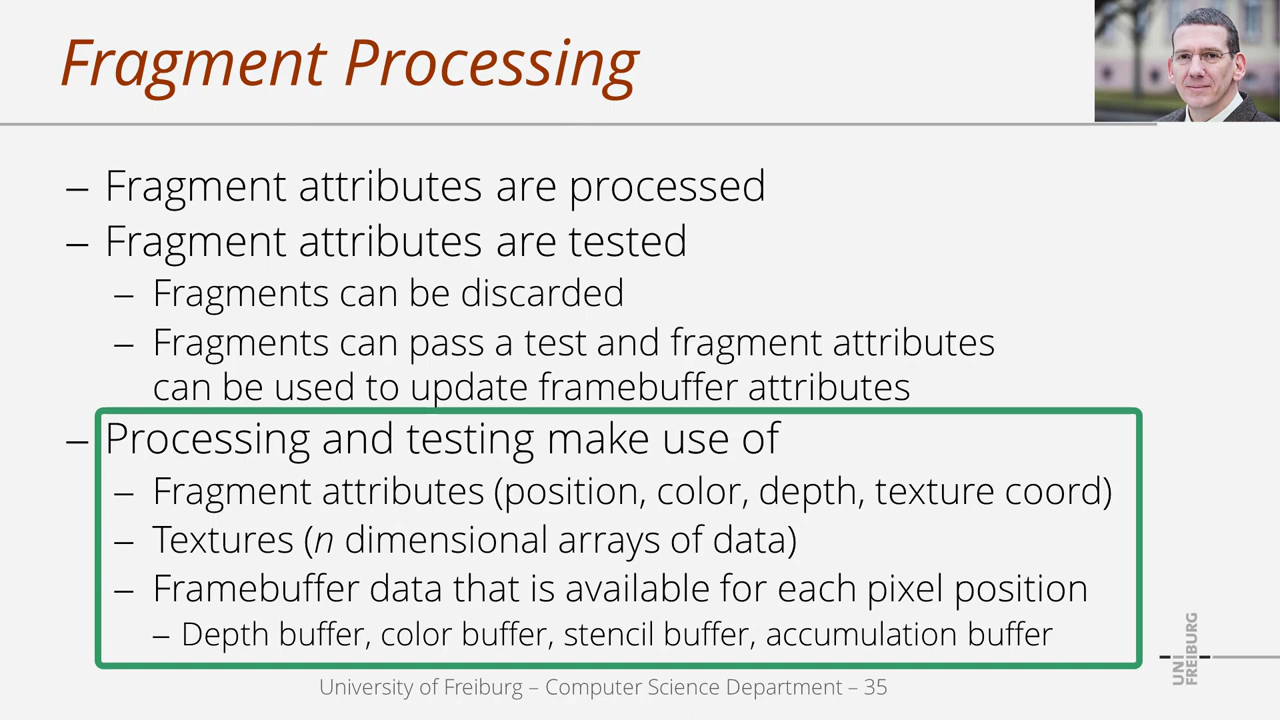 Fragment Processing
– Fragment attributes are processed
– Fragment attributes are tested
– Fragments can be discarded
– Fragments can pass a test and fragment attributes
can be used to update framebuffer attributes
– Processing and testing make use of
– Fragment attributes (position, color, depth, texture coord)
– Textures (n dimensional arrays of data)
– Framebuffer data that is available for each pixel position
– Depth buffer, color buffer, stencil buffer, accumulation buffer
University of Freiburg – Computer Science Department – 35
UNI
FREIBURG